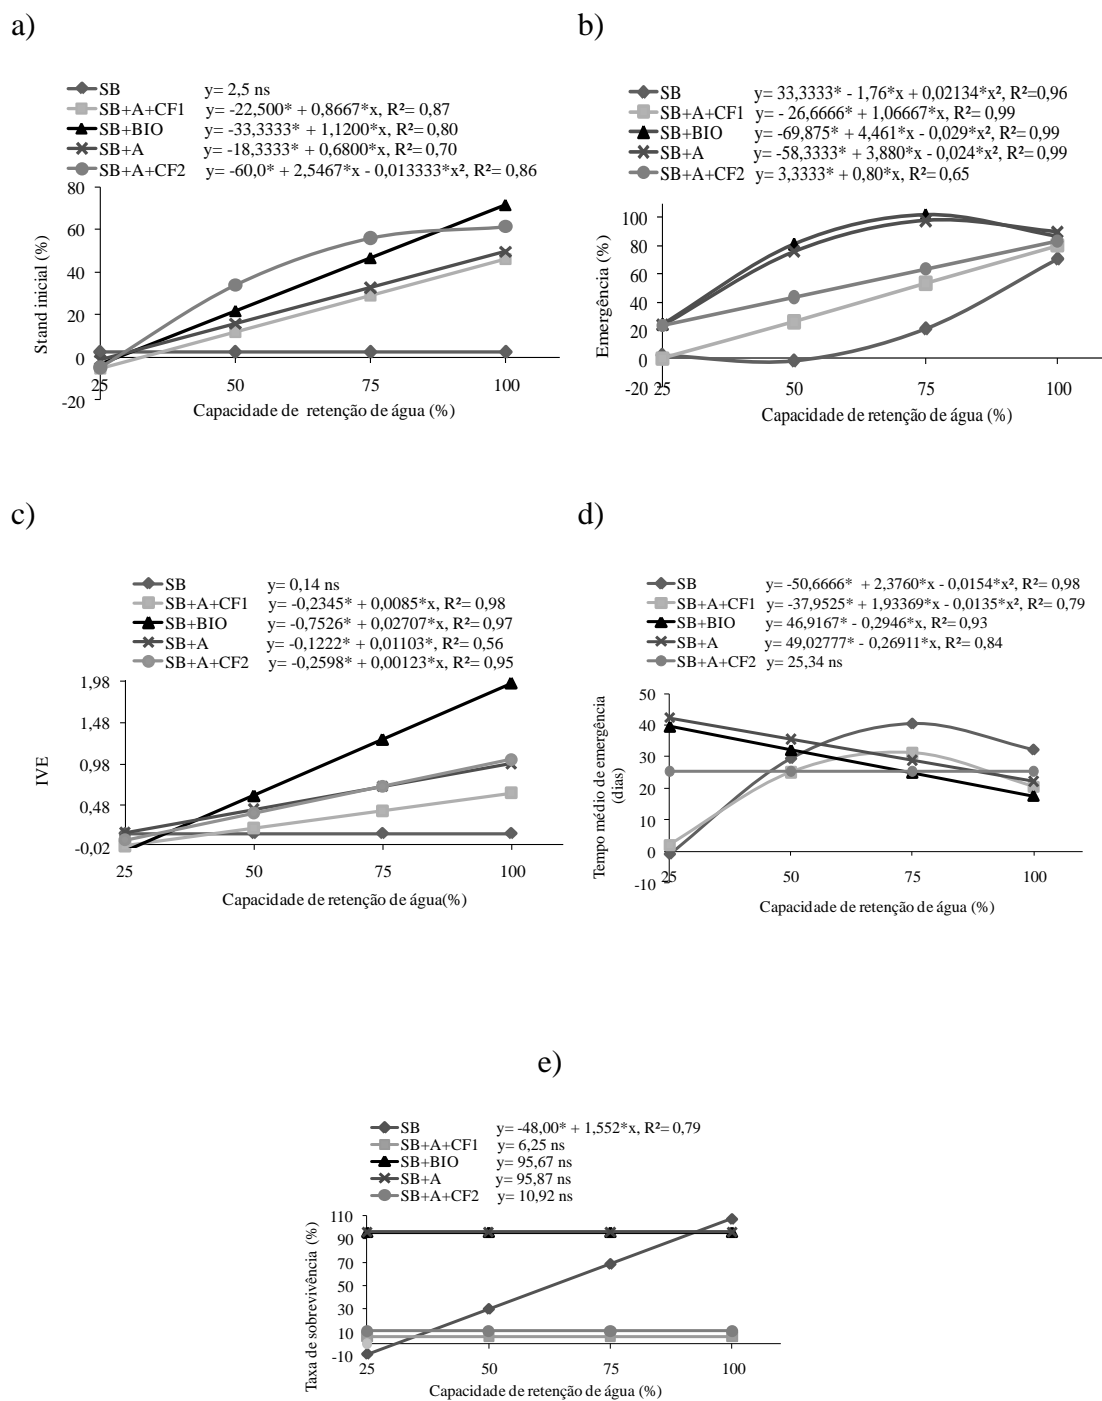 a)
SB y= 2,5 ns
SB+A+CF1 y= -22,500* + 0,8667*x, R²= 0,87
SB+BIO y= -33,3333* + 1,1200*x, R²= 0,80
SB+A y= -18,3333* + 0,6800*x, R²= 0,70
SB+A+CF2 y= -60,0* + 2,5467*x - 0,013333*x², R²= 0,86
80
60
40
20
0
-20
Stand inicial (%)
25 50 75 100
Capacidade de retenção de água (%)
b)
SB y= 33,3333* - 1,76*x + 0,02134*x², R²=0,96
SB+A+CF1 y= - 26,6666* + 1,06667*x, R²= 0,99
SB+BIO y= -69,875* + 4,461*x - 0,029*x², R²= 0,99
SB+A y= -58,3333* + 3,880*x - 0,024*x², R²= 0,99
SB+A+CF2 y= 3,3333* + 0,80*x, R²= 0,65
100
80
60
40
20
0
-20
Emergência (%)
25 50 75 100
Capacidade de retenção de água (%)
c)
SB y= 0,14 ns
SB+A+CF1 y= -0,2345* + 0,0085*x, R²= 0,98
SB+BIO y= -0,7526* + 0,02707*x, R²= 0,97
SB+A y= -0,1222* + 0,01103*, R²= 0,56
SB+A+CF2 y= -0,2598* + 0,00123*x, R²= 0,95
1,98
1,48
0,98
0,48
-0,02
IVE
25 50 75 100
Capacidade de retenção de água(%)
d)
SB y= -50,6666* + 2,3760*x - 0,0154*x², R²= 0,98
SB+A+CF1 y= -37,9525* + 1,93369*x - 0,0135*x², R²= 0,79
SB+BIO y= 46,9167* - 0,2946*x, R²= 0,93
SB+A y= 49,02777* - 0,26911*x, R²= 0,84
SB+A+CF2 y= 25,34 ns
50
40
30
20
10
0
-10
Tempo médio de emergência
(dias)
25 50 75 100
Capacidade de retenção de água (%)
e)
SB y= -48,00* + 1,552*x, R²= 0,79
SB+A+CF1 y= 6,25 ns
SB+BIO y= 95,67 ns
SB+A y= 95,87 ns
SB+A+CF2 y= 10,92 ns
110
90
70
50
30
10
-10
Taxa de sobrevivência (%)
25 50 75 100
Capacidade de retenção de água (%)